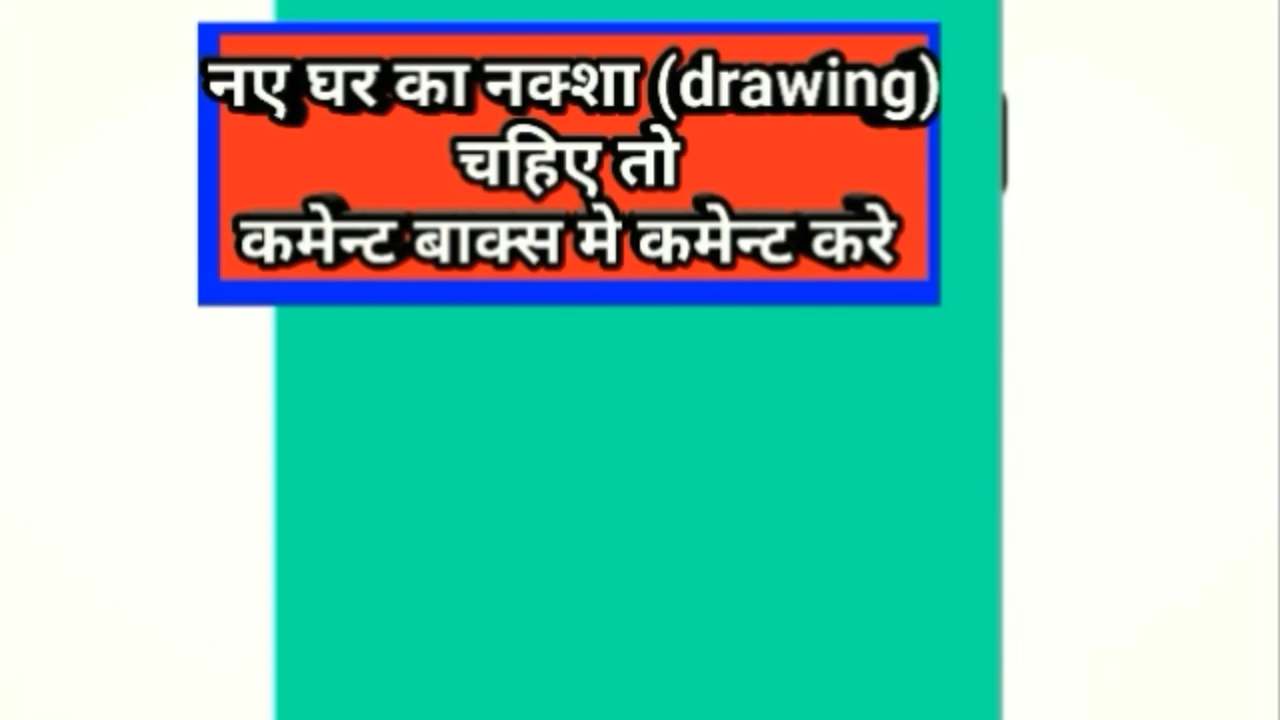 नए घर का नक्शा (drawing)
चहिए तो
कमेन्ट बाक्स मे कमेन्ट करे